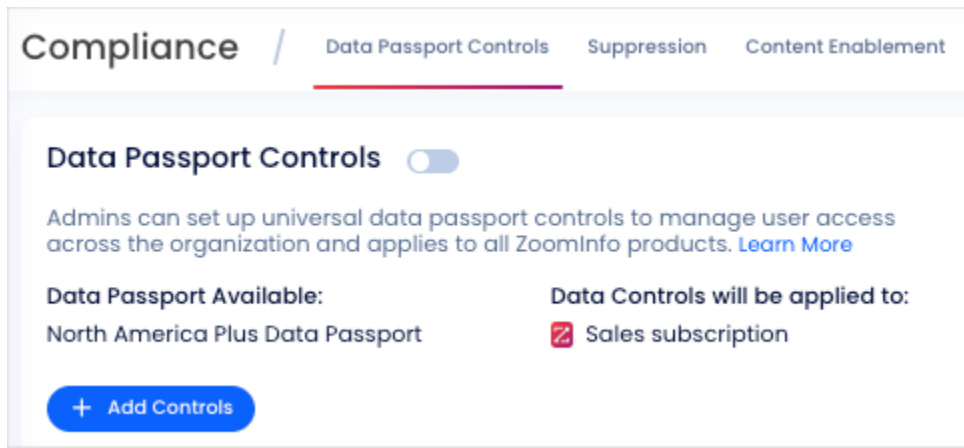 Compliance / Data Passport Controls Suppression Content Enablement
Data Passport Controls
Admins can set up universal data passport controls to manage user access
across the organization and applies to all ZoomInfo products. Learn More
Data Passport Available: Data Controls will be applied to:
North America Plus Data Passport Sales subscription
+ Add Controls